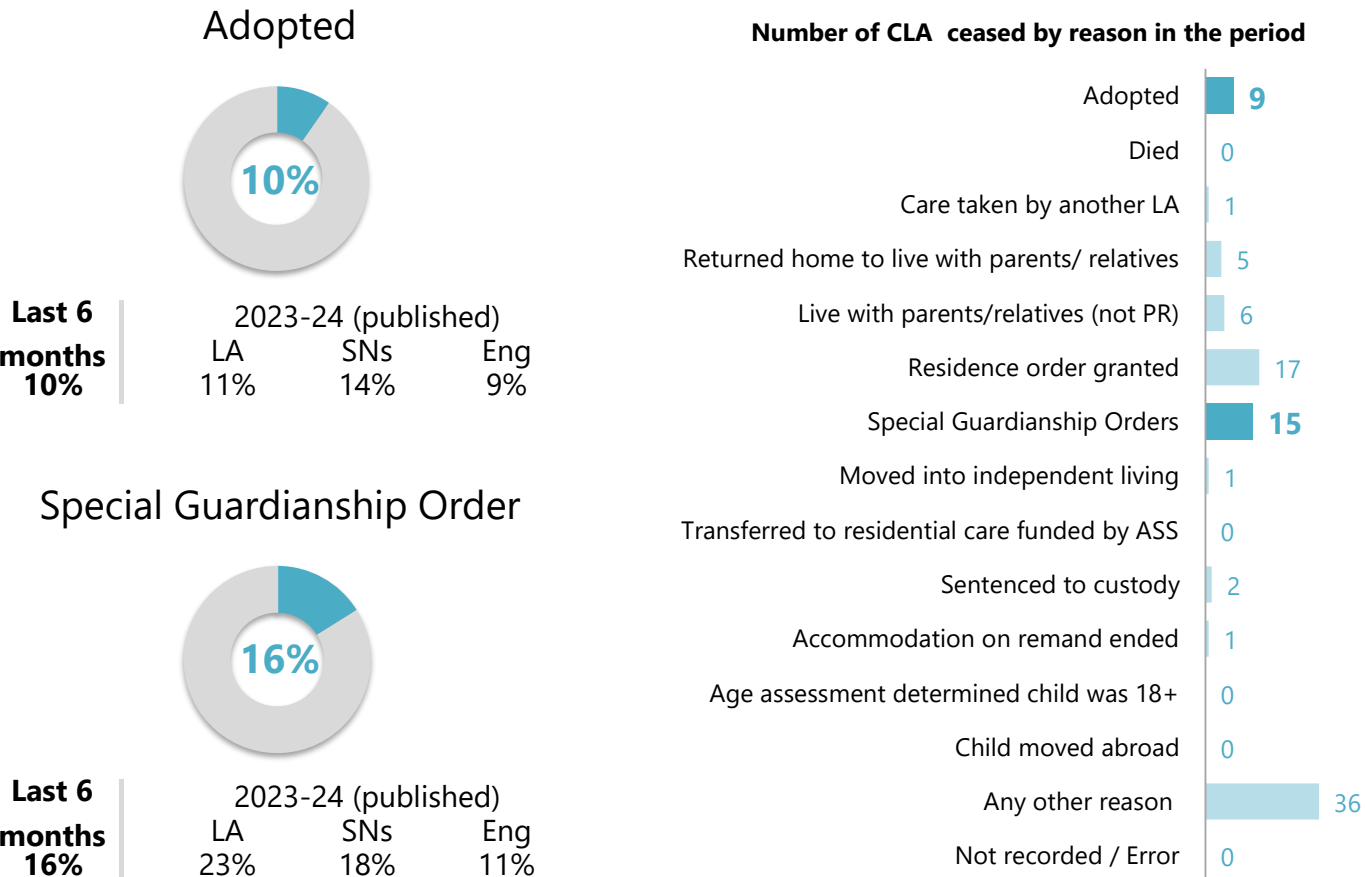 Adopted
10%
Last 6
months
10%
2023-24 (published)
LA SNs Eng
11% 14% 9%
Special Guardianship Order
16%
Last 6
months
16%
2023-24 (published)
LA SNs Eng
23% 18% 11%
Number of CLA ceased by reason in the period
Adopted 9
Died 0
Care taken by another LA 1
Returned home to live with parents/ relatives 5
Live with parents/relatives (not PR) 6
Residence order granted 17
Special Guardianship Orders 15
Moved into independent living 1
Transferred to residential care funded by ASS 0
Sentenced to custody 2
Accommodation on remand ended 1
Age assessment determined child was 18+ 0
Child moved abroad 0
Any other reason 36
Not recorded / Error 0